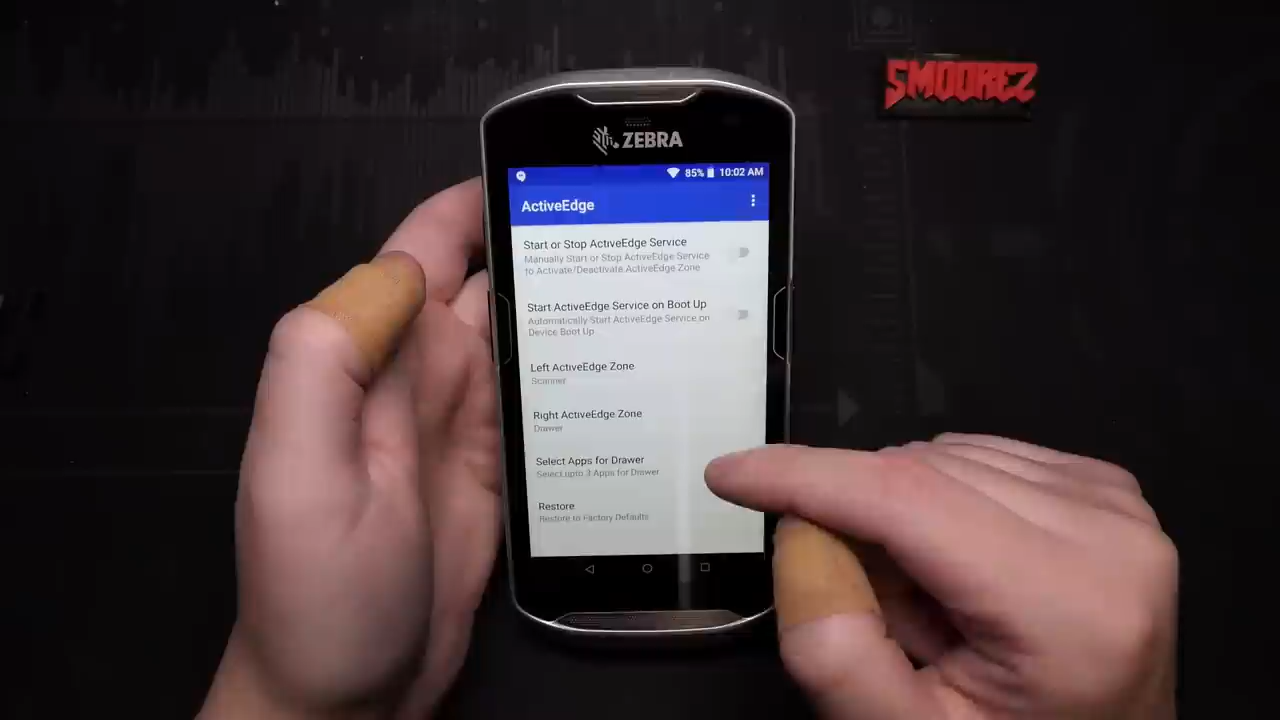 SMOOREZ
ZEBRA
85% 10:02 AM
ActiveEdge
Start or Stop ActiveEdge Service
Manually Start or Stop ActiveEdge Service
to Activate/Deactivate ActiveEdge Zone
Start ActiveEdge Service on Boot Up
Automatically Start ActiveEdge Service on
Device Boot Up
Left ActiveEdge Zone
Scanner
Right ActiveEdge Zone
Drawer
Select Apps for Drawer
Select upto 3 Apps for Drawer
Restore
Restore to Factory Defaults